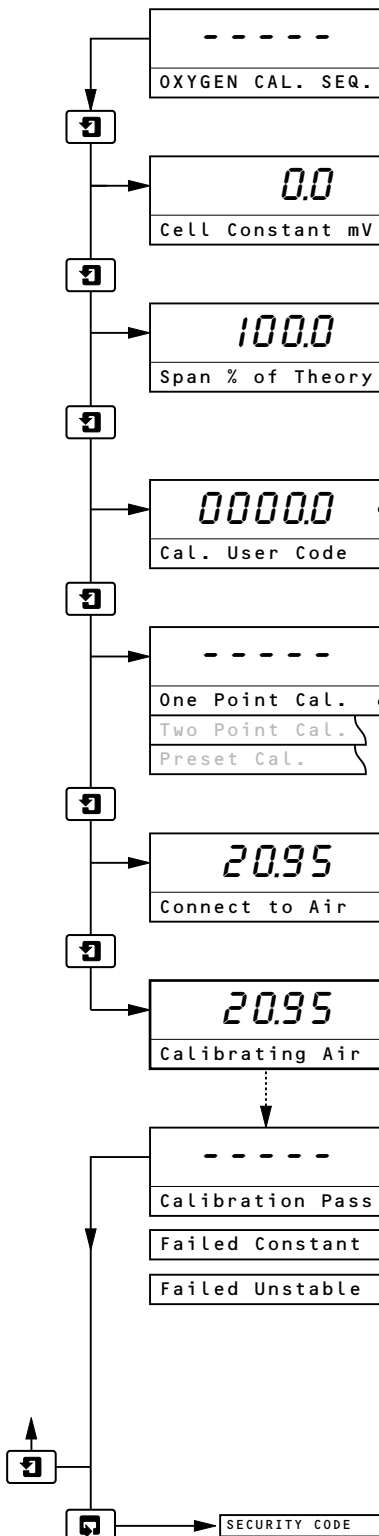 - - - - -
OXYGEN CAL. SEQ.
0.0
Cell Constant mV
100.0
Span % of Theory
0000.0
Cal. User Code
- - - - -
One Point Cal.
Two Point Cal.
Preset Cal.
20.95
Connect to Air
20.95
Calibrating Air
- - - - -
Calibration Pass
Failed Constant
Failed Unstable
SECURITY CODE